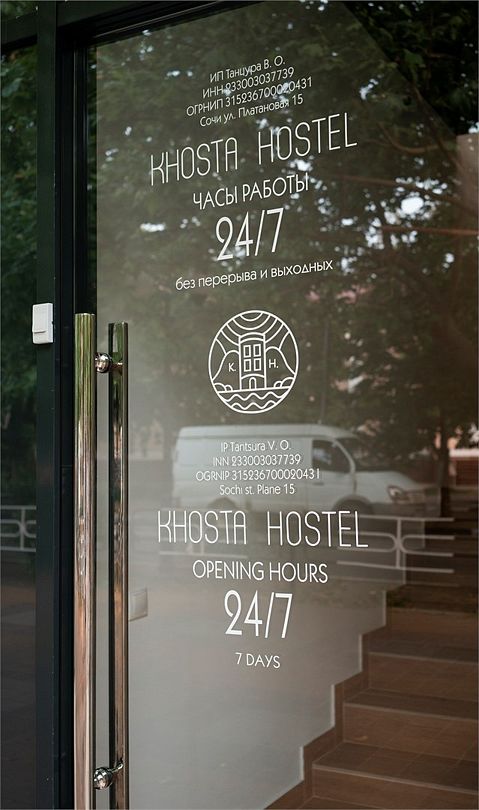 ИП Танцура В. О.
ИНН 233003037739
ОГРНИП 315236700020431
Сочи ул. Платановая 15
KHOSTA HOSTEL
ЧАСЫ РАБОТЫ
24/7
без перерыва и выходных
K. H.
IP Tantsura V. O.
INN 233003037739
OGRNIP 315236700020431
Sochi st. Plane 15
KHOSTA HOSTEL
OPENING HOURS
24/7
7 DAYS